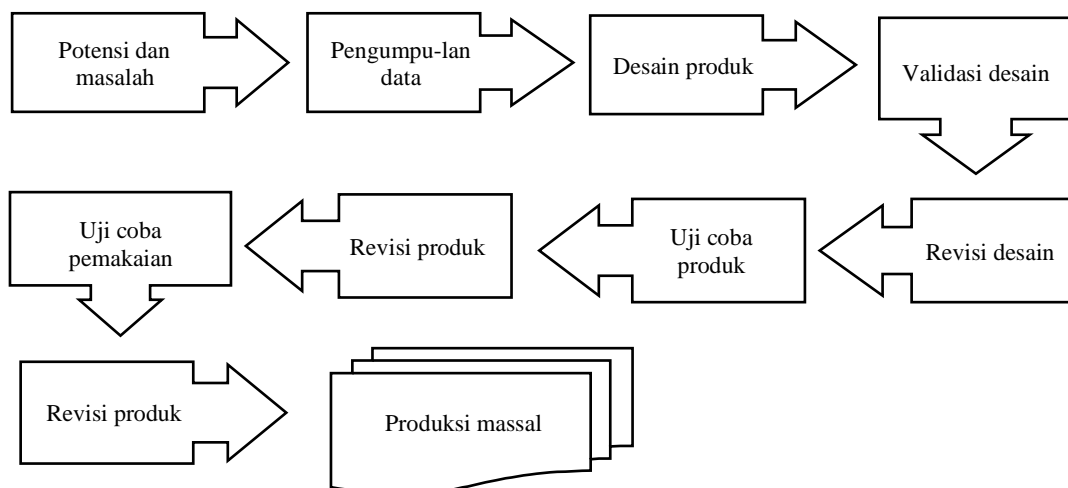 Potensi dan
masalah
Pengumpu-lan
data
Desain produk
Validasi desain
Revisi desain
Uji coba
produk
Revisi produk
Uji coba
pemakaian
Revisi produk
Produksi massal